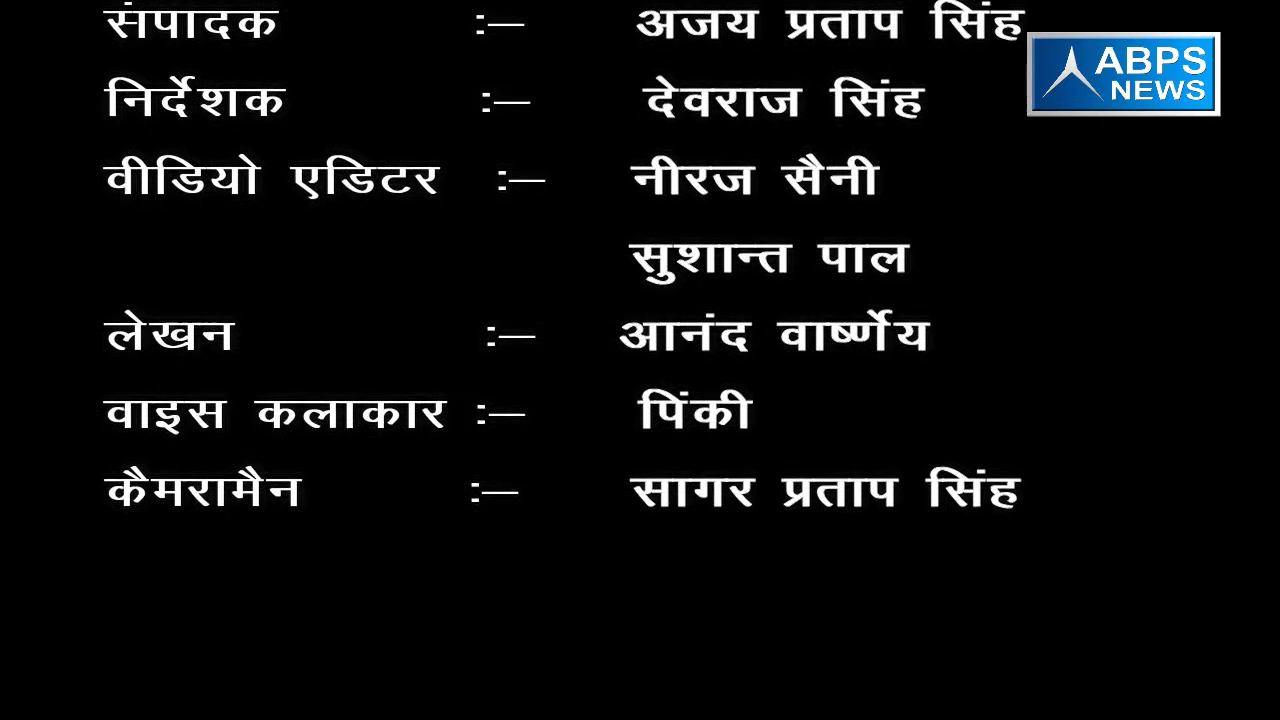 संपादक :— अजय प्रताप सिंह
ABPS
NEWS
निर्देशक :— देवराज सिंह
वीडियो एडिटर :— नीरज सैनी
सुशान्त पाल
लेखन :— आनंद वार्ष्णेय
वाइस कलाकार :— पिंकी
कैमरामैन :— सागर प्रताप सिंह